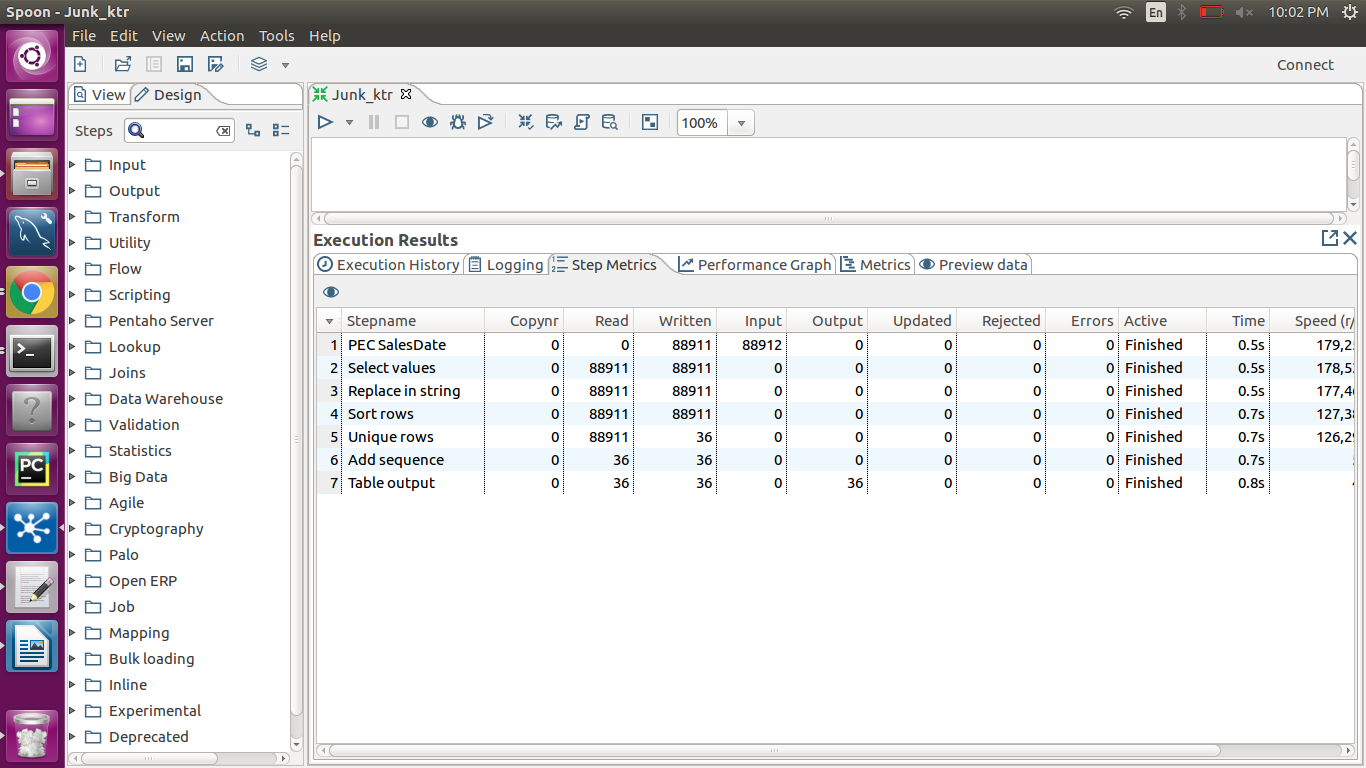 Spoon - Junk_ktr
En
10:02 PM
File Edit View Action Tools Help
Connect
View Design
Junk_ktr
Steps
100%
Input
Output
Transform
Utility
Flow
Scripting
Pentaho Server
Lookup
Joins
Data Warehouse
Validation
Statistics
Big Data
Agile
Cryptography
Palo
Open ERP
Job
Mapping
Bulk loading
Inline
Experimental
Deprecated
Execution Results
Execution History Logging Step Metrics Performance Graph Metrics Preview data
Stepname Copynr Read Written Input Output Updated Rejected Errors Active Time Speed (r/
1 PEC SalesDate 0 0 88911 88912 0 0 0 0 Finished 0.5s 179,2
2 Select values 0 88911 88911 0 0 0 0 0 Finished 0.5s 178,5
3 Replace in string 0 88911 88911 0 0 0 0 0 Finished 0.5s 177,4
4 Sort rows 0 88911 88911 0 0 0 0 0 Finished 0.7s 127,38
5 Unique rows 0 88911 36 0 0 0 0 0 Finished 0.7s 126,29
6 Add sequence 0 36 36 0 0 0 0 0 Finished 0.7s
7 Table output 0 36 36 0 36 0 0 0 Finished 0.8s
PC